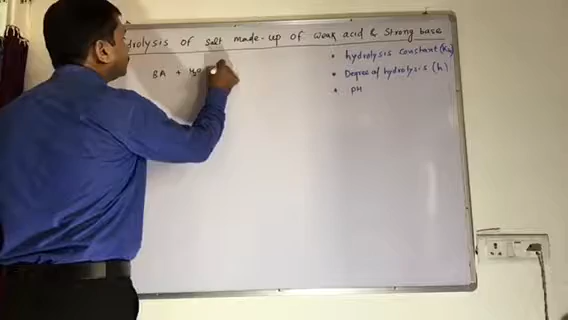 drolysis of salt made-up of weak acid & strong base
• hydrolysis constant (Kh)
• Degree of hydrolysis (h)
• PH
BA + H2O